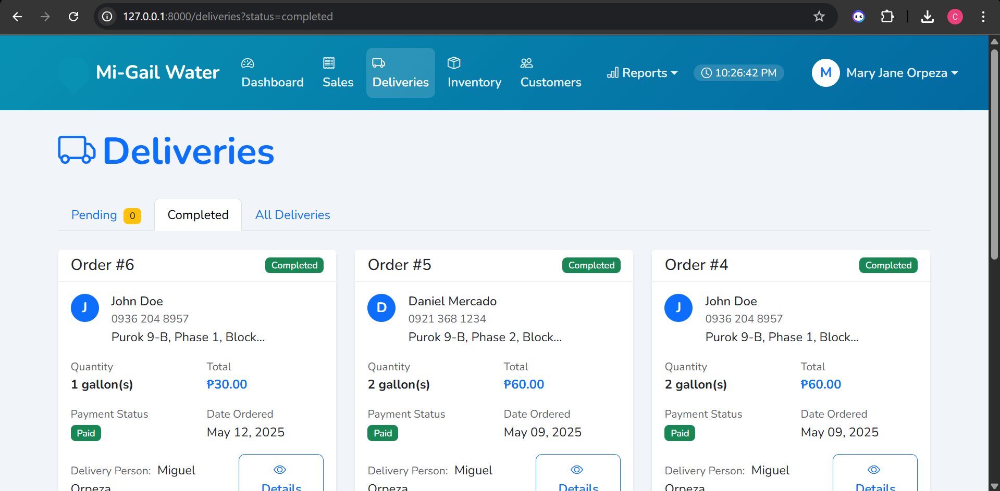 127.0.0.1:8000/deliveries?status=completed
C
Mi-Gail Water
Dashboard
Sales
Deliveries
Inventory
Customers
Reports
10:26:42 PM
M
Mary Jane Orpeza
Deliveries
Pending 0
Completed
All Deliveries
Order #6
Completed
J
John Doe
0936 204 8957
Purok 9-B, Phase 1, Block...
Quantity
1 gallon(s)
Total
₱30.00
Payment Status
Paid
Date Ordered
May 12, 2025
Delivery Person: Miguel
Orpeza
Details
Order #5
Completed
D
Daniel Mercado
0921 368 1234
Purok 9-B, Phase 2, Block...
Quantity
2 gallon(s)
Total
₱60.00
Payment Status
Paid
Date Ordered
May 09, 2025
Delivery Person: Miguel
Orpeza
Details
Order #4
Completed
J
John Doe
0936 204 8957
Purok 9-B, Phase 1, Block...
Quantity
2 gallon(s)
Total
₱60.00
Payment Status
Paid
Date Ordered
May 09, 2025
Delivery Person: Miguel
Orpeza
Details